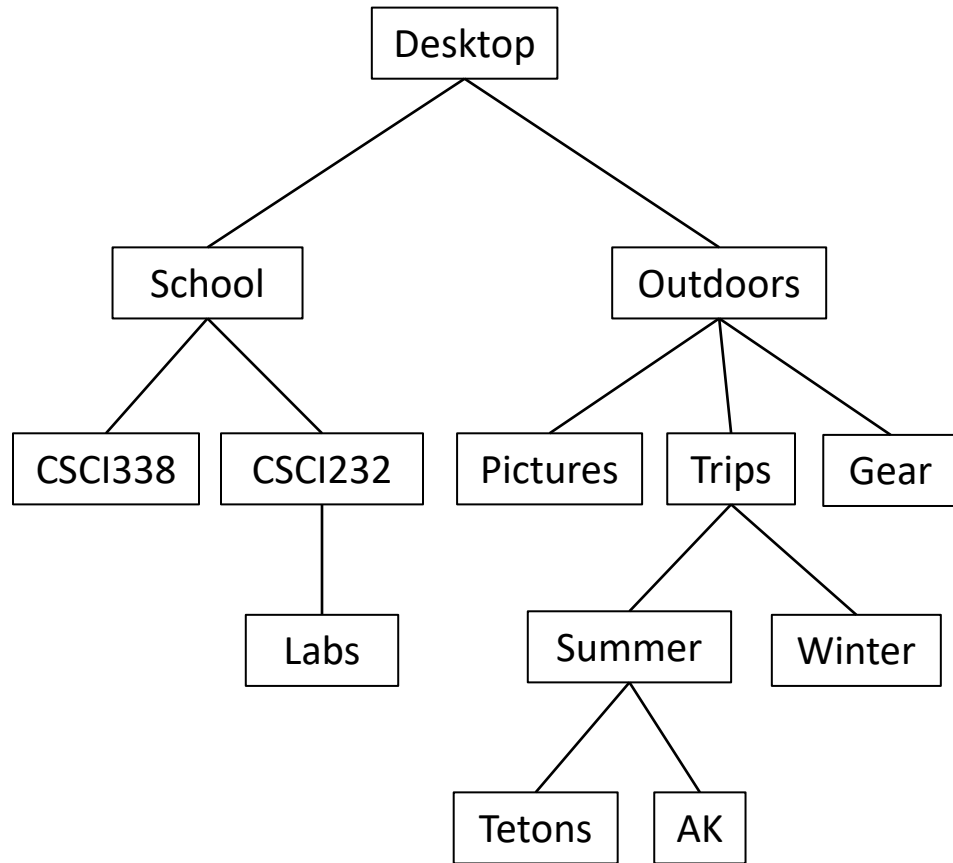 Desktop
School
Outdoors
CSCI338
CSCI232
Pictures
Trips
Gear
Labs
Summer
Winter
Tetons
AK